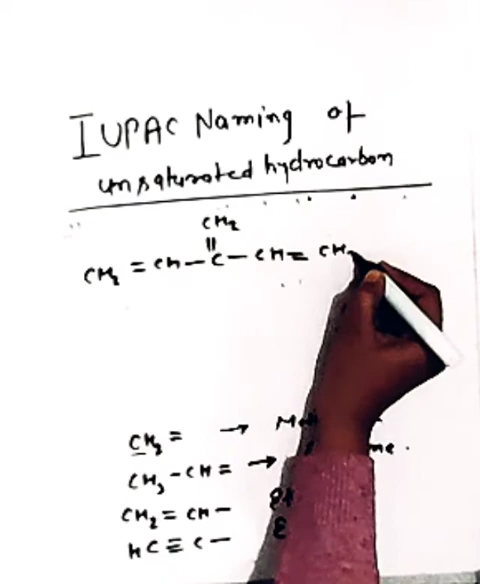 IUPAC Naming of
unsaturated hydrocarbon
CH2
||
CH2 = CH – C – CH = CH
CH2 = →
CH3 – CH = →
CH2 = CH –
HC ≡ C –